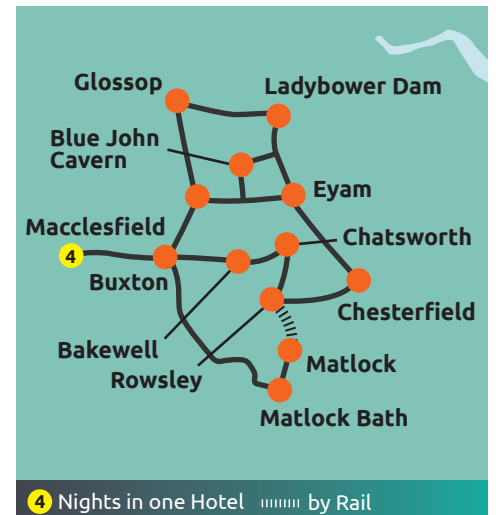 Glossop
Ladybower Dam
Blue John
Cavern
Eyam
Macclesfield
4
Chatsworth
Buxton
Chesterfield
Bakewell
Rowsley
Matlock
Matlock Bath
4 Nights in one Hotel by Rail